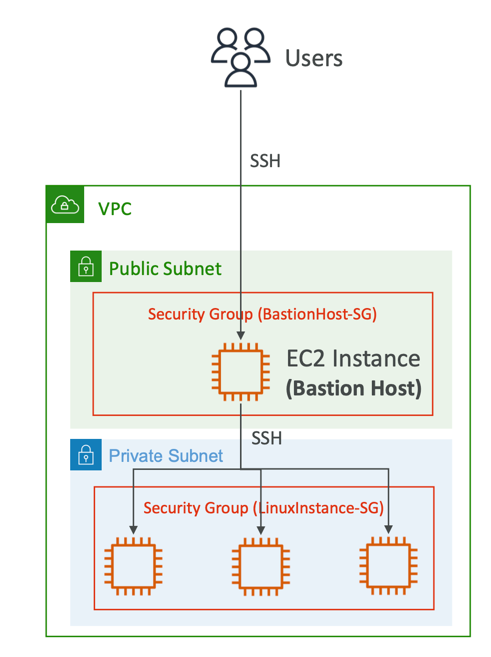 Users
SSH
VPC
Public Subnet
Security Group (BastionHost-SG)
EC2 Instance
(Bastion Host)
SSH
Private Subnet
Security Group (LinuxInstance-SG)